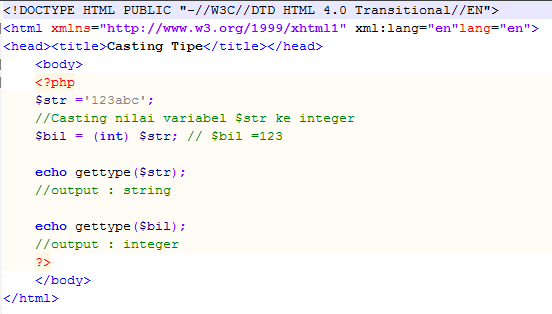 <!DOCTYPE HTML PUBLIC "-//W3C//DTD HTML 4.0 Transitional//EN">
<html xmlns="http://www.w3.org/1999/xhtml1" xml:lang="en"lang="en">
<head><title>Casting Tipe</title></head>
<body>
<?php
$str ='123abc';
//Casting nilai variabel $str ke integer
$bil = (int) $str; // $bil =123
echo gettype($str);
//output : string
echo gettype($bil);
//output : integer
?>
</body>
</html>